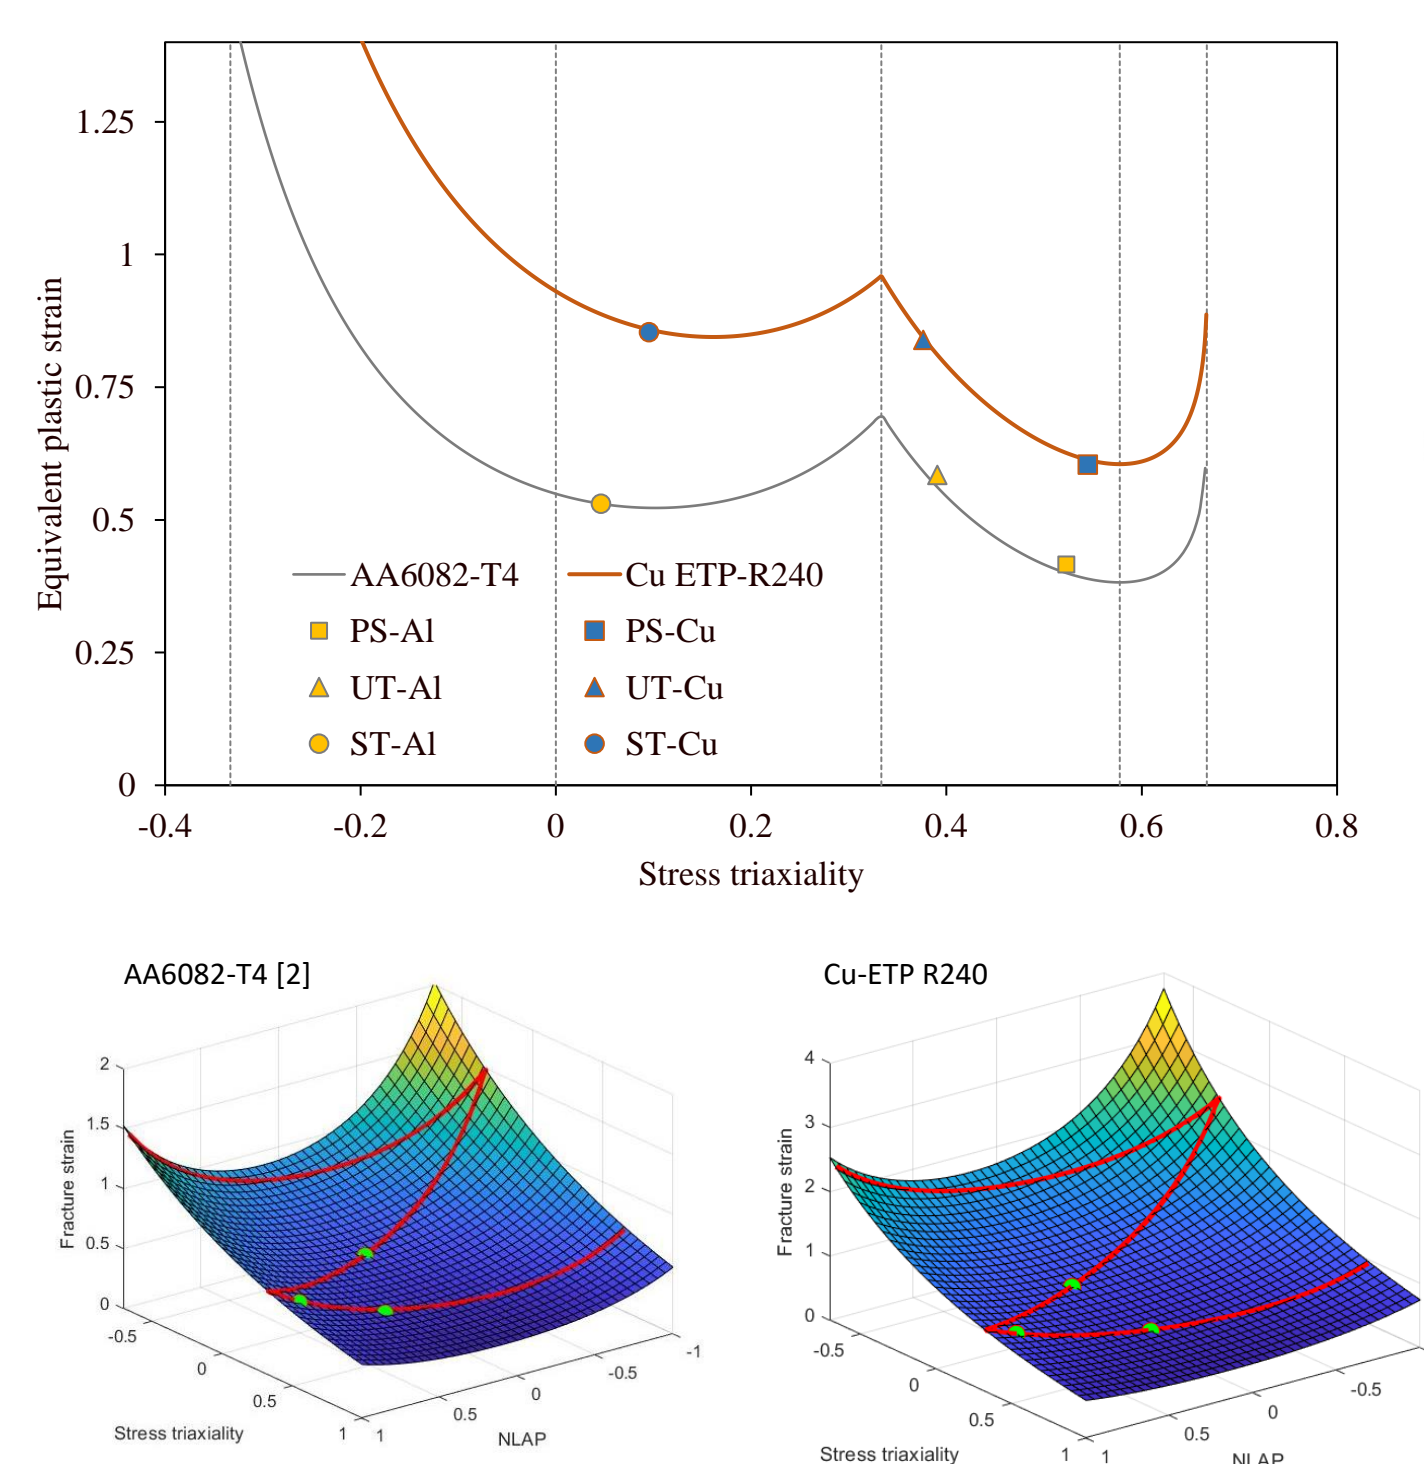 1.25
1
0.75
0.5
0.25
0
Equivalent plastic strain
AA6082-T4 Cu ETP-R240
PS-Al PS-Cu
UT-Al UT-Cu
ST-Al ST-Cu
-0.4 -0.2 0 0.2 0.4 0.6 0.8
Stress triaxiality
AA6082-T4 [2]
2
1.5
1
0.5
0
Fracture strain
-0.5
0
0.5
1
Stress triaxiality
1
0.5
0
-0.5
-1
NLAP
Cu-ETP R240
4
3
2
1
0
Fracture strain
-0.5
0
0.5
1
Stress triaxiality
1
0.5
0
-0.5
NLAP